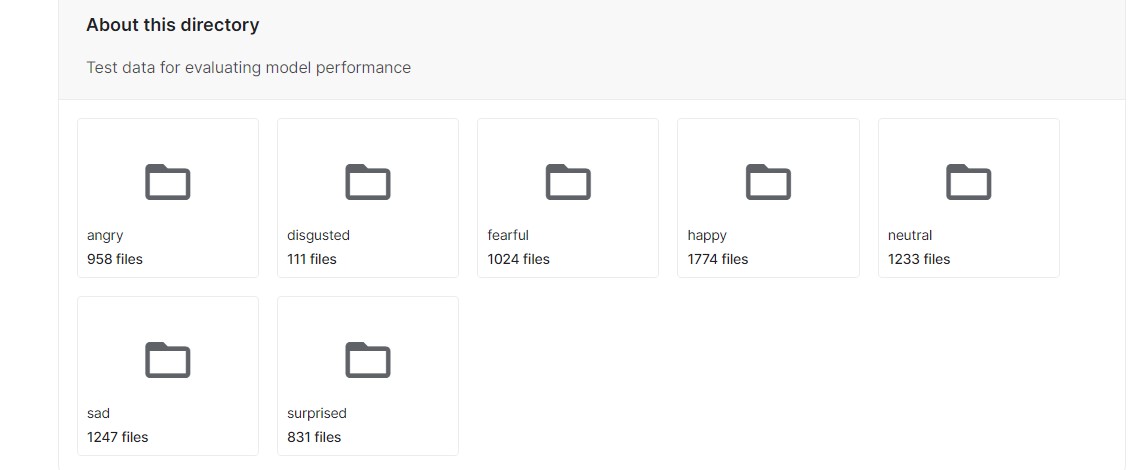 About this directory
Test data for evaluating model performance
angry
958 files
disgusted
111 files
fearful
1024 files
happy
1774 files
neutral
1233 files
sad
1247 files
surprised
831 files